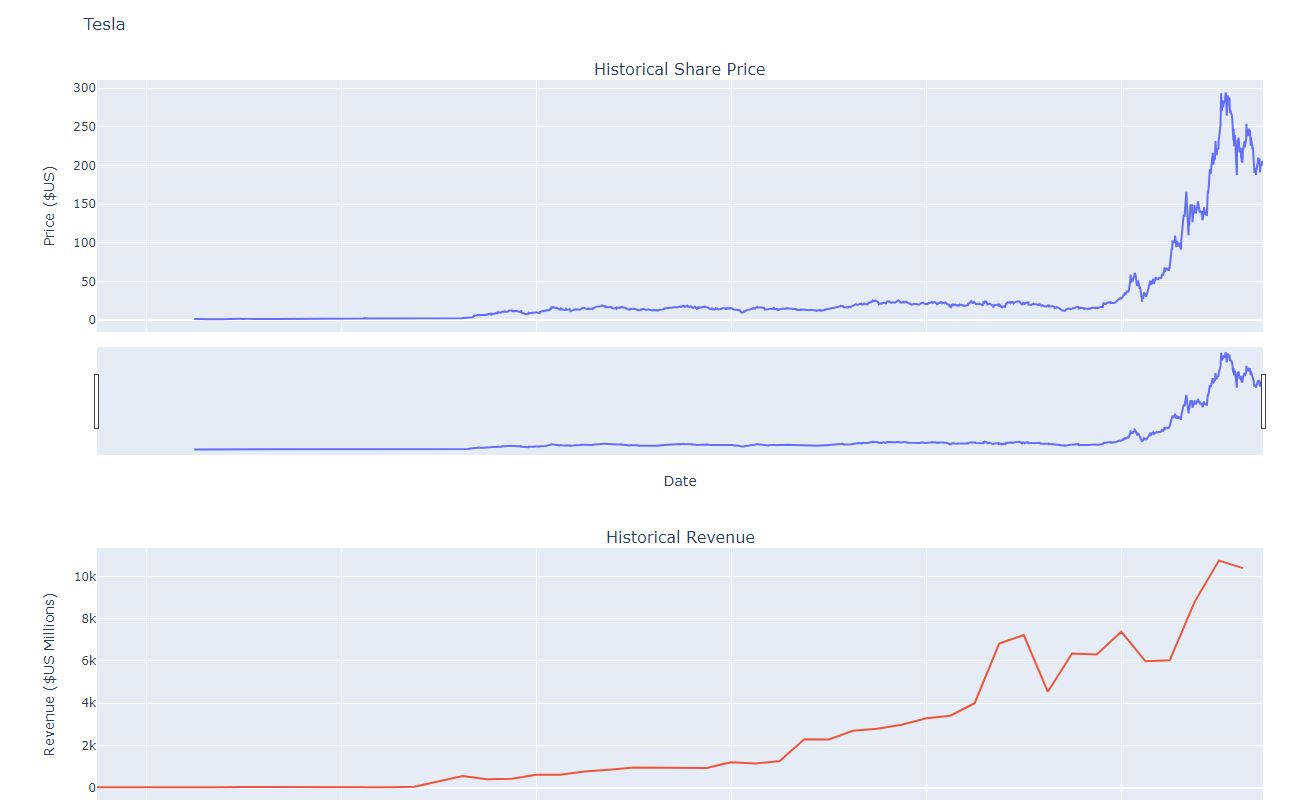 Tesla
Historical Share Price
300
250
200
150
100
50
0
Price ($US)
Date
Historical Revenue
10k
8k
6k
4k
2k
0
Revenue ($US Millions)